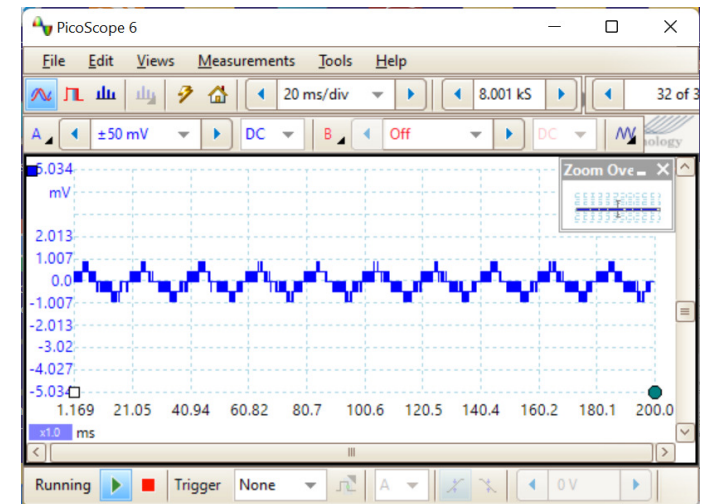 PicoScope 6
File Edit Views Measurements Tools Help
20 ms/div 8.001 kS 32 of 3
A ±50 mV DC B Off DC
Zoom Ove
5.034
mV
2.013
1.007
0.0
-1.007
-2.013
-3.02
-4.027
-5.034
1.169 21.05 40.94 60.82 80.7 100.6 120.5 140.4 160.2 180.1 200.0
x1.0 ms
Running Trigger None A 0 V